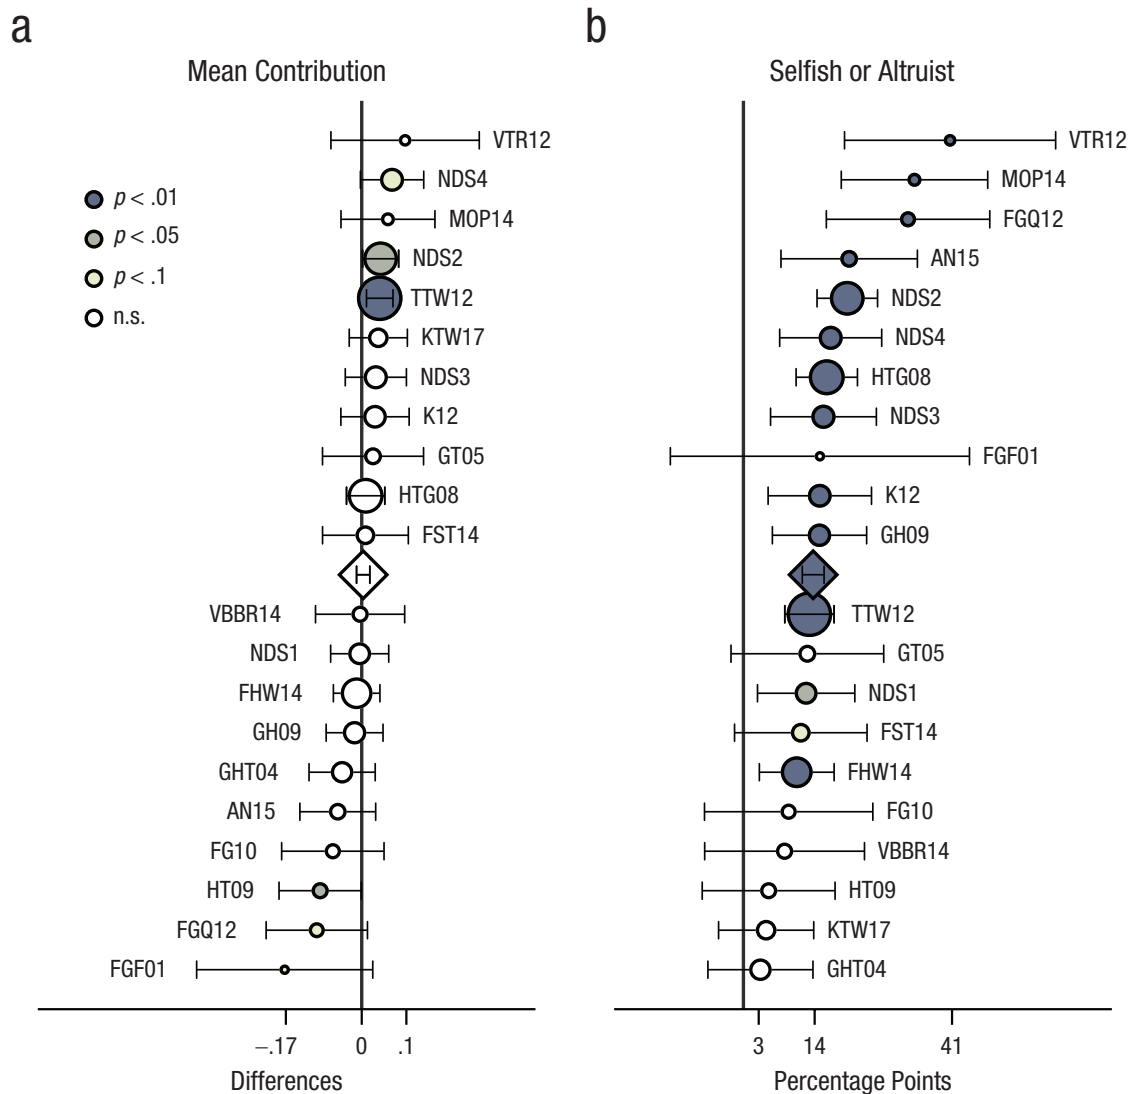 a
Mean Contribution
p < .01
p < .05
p < .1
n.s.
VTR12
NDS4
MOP14
NDS2
TTW12
KTW17
NDS3
K12
GT05
HTG08
FST14
VBBR14
NDS1
FHW14
GH09
GHT04
AN15
FG10
HT09
FGQ12
FGF01
–.17 0 .1
Differences
b
Selfish or Altruist
VTR12
MOP14
FGQ12
AN15
NDS2
NDS4
HTG08
NDS3
FGF01
K12
GH09
TTW12
GT05
NDS1
FST14
FHW14
FG10
VBBR14
HT09
KTW17
GHT04
3 14 41
Percentage Points